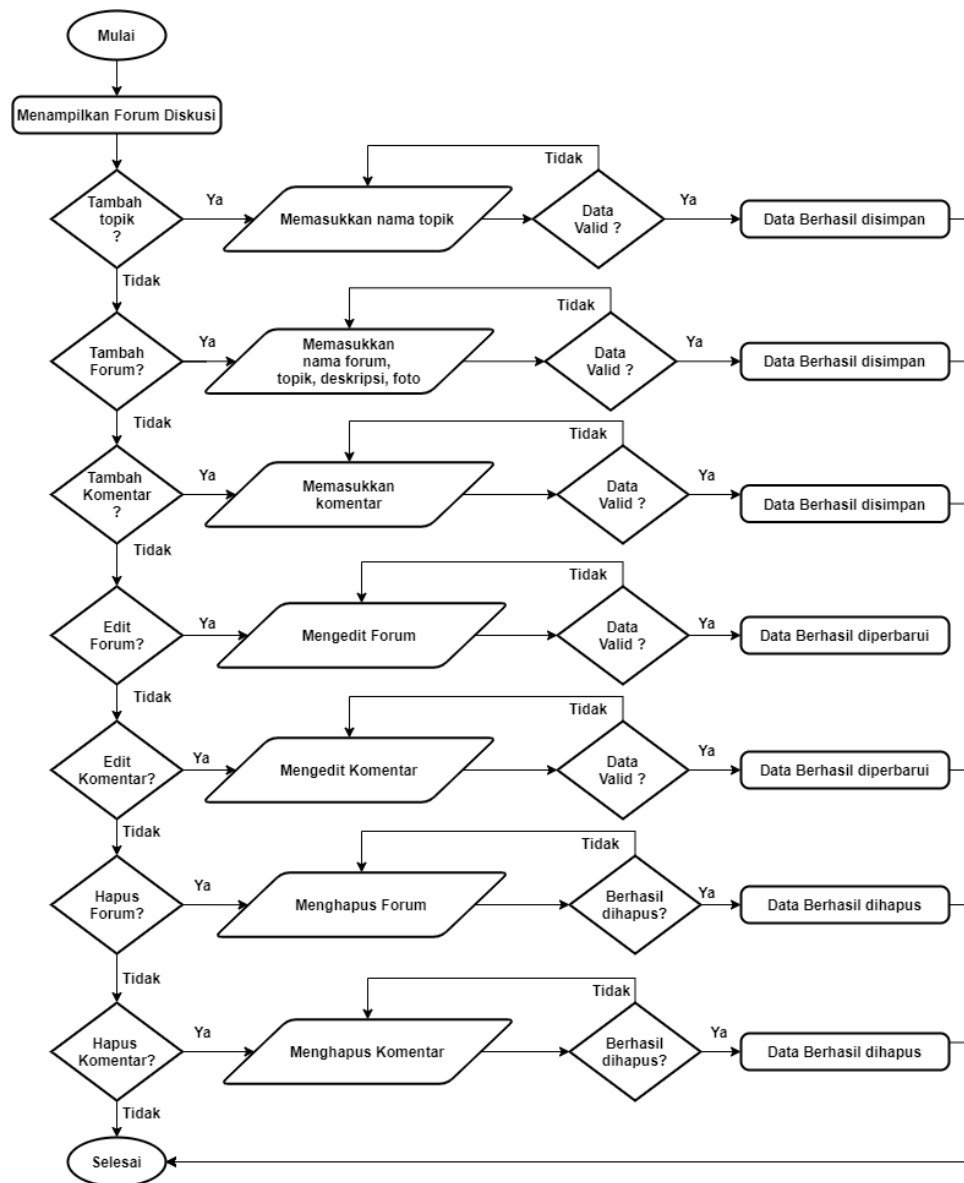 Mulai
Menampilkan Forum Diskusi
Tidak
Tambah
topik
?
Ya
Memasukkan nama topik
Data
Valid ?
Ya
Data Berhasil disimpan
Tidak
Tidak
Tambah
Forum?
Ya
Memasukkan
nama forum,
topik, deskripsi, foto
Data
Valid ?
Ya
Data Berhasil disimpan
Tidak
Tidak
Tambah
Komentar
?
Ya
Memasukkan
komentar
Data
Valid ?
Ya
Data Berhasil disimpan
Tidak
Tidak
Edit
Forum?
Ya
Mengedit Forum
Data
Valid ?
Ya
Data Berhasil diperbarui
Tidak
Tidak
Edit
Komentar?
Ya
Mengedit Komentar
Data
Valid ?
Ya
Data Berhasil diperbarui
Tidak
Tidak
Hapus
Forum?
Ya
Menghapus Forum
Berhasil
dihapus?
Ya
Data Berhasil dihapus
Tidak
Tidak
Hapus
Komentar?
Ya
Menghapus Komentar
Berhasil
dihapus?
Ya
Data Berhasil dihapus
Tidak
Selesai